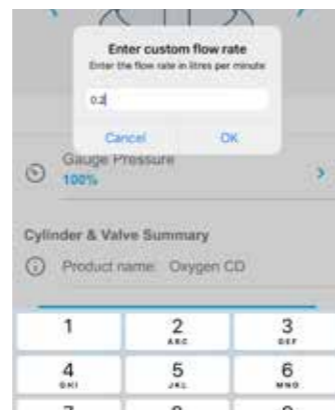 Enter custom flow rate
Enter the flow rate in litres per minute
0.2
Cancel OK
Gauge Pressure
100%
Cylinder & Valve Summary
Product name: Oxygen CD
1 2 3
ABC DEF
4 5 6
GHI JKL MNO